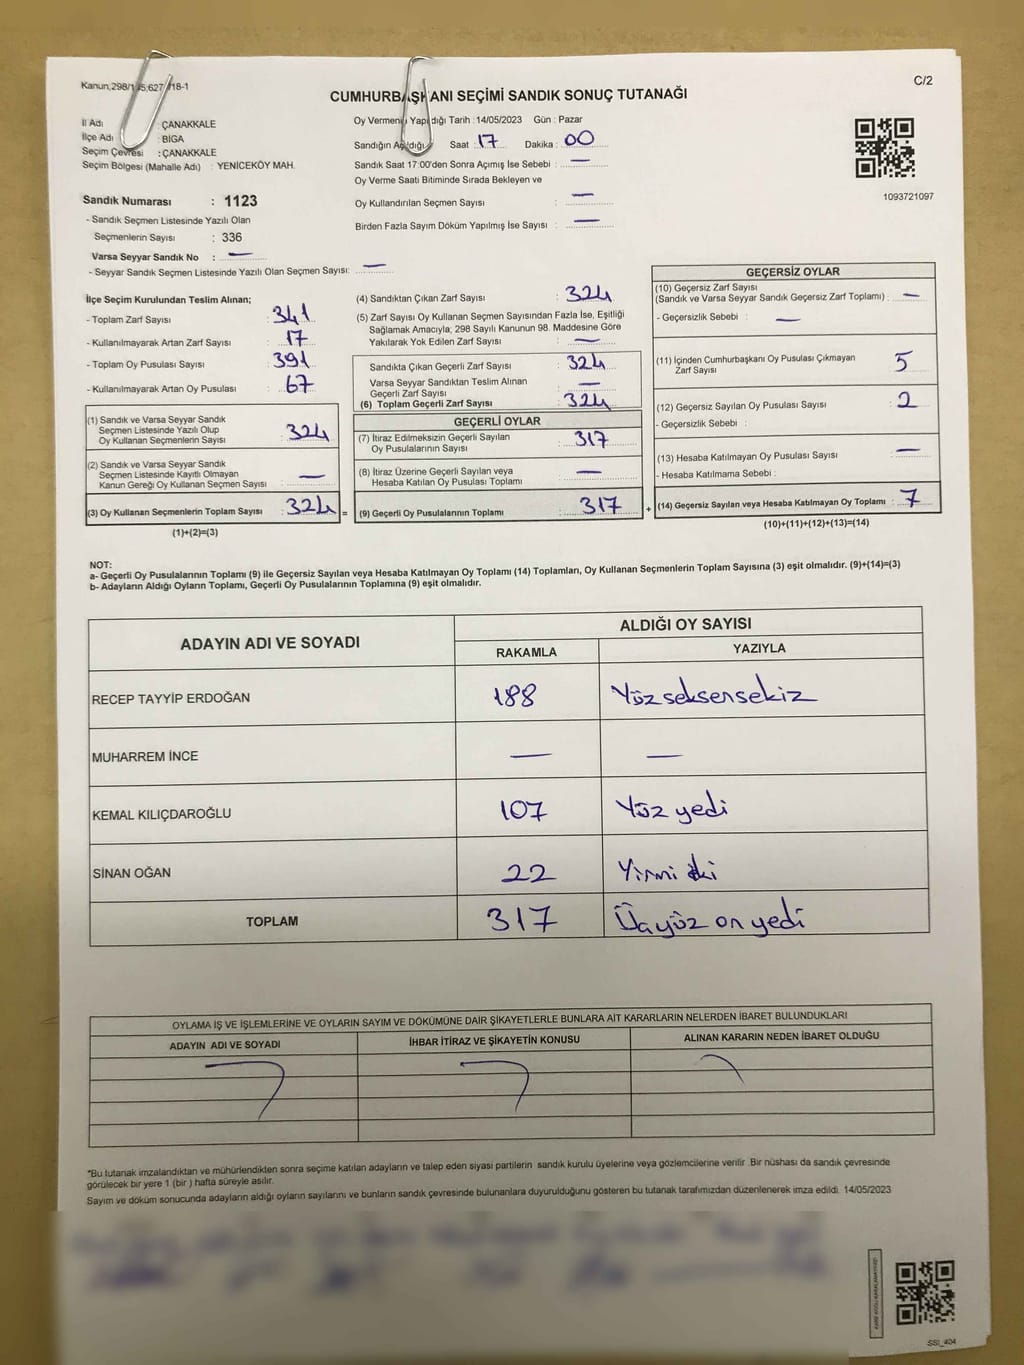 Kanun;298/105;627/18-1
C/2
CUMHURBAŞKANI SEÇİMİ SANDIK SONUÇ TUTANAĞI
İl Adı : ÇANAKKALE
İlçe Adı : BİGA
Seçim Çevresi : ÇANAKKALE
Seçim Bölgesi (Mahalle Adı) : YENİCEKÖY MAH.
Oy Vermenin Yapıldığı Tarih : 14/05/2023 Gün : Pazar
Sandığın Açıldığı Saat : 17 Dakika : 00
Sandık Saat 17:00'den Sonra Açımış İse Sebebi : —
Oy Verme Saati Bitiminde Sırada Bekleyen ve
Oy Kullandırılan Seçmen Sayısı : —
Birden Fazla Sayım Döküm Yapılmış İse Sayısı : —
1093721097
Sandık Numarası : 1123
- Sandık Seçmen Listesinde Yazılı Olan
Seçmenlerin Sayısı : 336
Varsa Seyyar Sandık No : —
- Seyyar Sandık Seçmen Listesinde Yazılı Olan Seçmen Sayısı: —
İlçe Seçim Kurulundan Teslim Alınan;
- Toplam Zarf Sayısı : 341
- Kullanılmayarak Artan Zarf Sayısı : 17
- Toplam Oy Pusulası Sayısı : 391
- Kullanılmayarak Artan Oy Pusulası : 67
(1) Sandık ve Varsa Seyyar Sandık
Seçmen Listesinde Yazılı Olup
Oy Kullanan Seçmenlerin Sayısı : 324
(2) Sandık ve Varsa Seyyar Sandık
Seçmen Listesinde Kayıtlı Olmayan
Kanun Gereği Oy Kullanan Seçmen Sayısı : —
(3) Oy Kullanan Seçmenlerin Toplam Sayısı : 324 =
(1)+(2)=(3)
(4) Sandıktan Çıkan Zarf Sayısı : 324
(5) Zarf Sayısı Oy Kullanan Seçmen Sayısından Fazla İse, Eşitliği
Sağlamak Amacıyla; 298 Sayılı Kanunun 98. Maddesine Göre
Yakılarak Yok Edilen Zarf Sayısı : —
Sandıkta Çıkan Geçerli Zarf Sayısı : 324
Varsa Seyyar Sandıktan Teslim Alınan
Geçerli Zarf Sayısı : —
(6) Toplam Geçerli Zarf Sayısı : 324
GEÇERLİ OYLAR
(7) İtiraz Edilmeksizin Geçerli Sayılan
Oy Pusulalarının Sayısı : 317
(8) İtiraz Üzerine Geçerli Sayılan veya
Hesaba Katılan Oy Pusulası Toplamı : —
(9) Geçerli Oy Pusulalarının Toplamı : 317 +
GEÇERSİZ OYLAR
(10) Geçersiz Zarf Sayısı
(Sandık ve Varsa Seyyar Sandık Geçersiz Zarf Toplamı) : —
- Geçersizlik Sebebi : —
(11) İçinden Cumhurbaşkanı Oy Pusulası Çıkmayan
Zarf Sayısı : 5
(12) Geçersiz Sayılan Oy Pusulası Sayısı : 2
- Geçersizlik Sebebi :
(13) Hesaba Katılmayan Oy Pusulası Sayısı : —
- Hesaba Katılmama Sebebi :
(14) Geçersiz Sayılan veya Hesaba Katılmayan Oy Toplamı : 7
(10)+(11)+(12)+(13)=(14)
NOT:
a- Geçerli Oy Pusulalarının Toplamı (9) ile Geçersiz Sayılan veya Hesaba Katılmayan Oy Toplamı (14) Toplamları, Oy Kullanan Seçmenlerin Toplam Sayısına (3) eşit olmalıdır. (9)+(14)=(3)
b- Adayların Aldığı Oyların Toplamı, Geçerli Oy Pusulalarının Toplamına (9) eşit olmalıdır.
ADAYIN ADI VE SOYADI
ALDIĞI OY SAYISI
RAKAMLA YAZIYLA
RECEP TAYYİP ERDOĞAN 188 Yüzseksensekiz
MUHARREM İNCE — —
KEMAL KILIÇDAROĞLU 107 Yüz yedi
SİNAN OĞAN 22 Yirmi iki
TOPLAM 317 Üçyüz on yedi
OYLAMA İŞ VE İŞLEMLERİNE VE OYLARIN SAYIM VE DÖKÜMÜNE DAİR ŞİKAYETLERLE BUNLARA AİT KARARLARIN NELERDEN İBARET BULUNDUKLARI
ADAYIN ADI VE SOYADI İHBAR İTİRAZ VE ŞİKAYETİN KONUSU ALINAN KARARIN NEDEN İBARET OLDUĞU
*Bu tutanak imzalandıktan ve mühürlendikten sonra seçime katılan adayların ve talep eden siyasi partilerin sandık kurulu üyelerine veya gözlemcilerine verilir .Bir nüshası da sandık çevresinde
görülecek bir yere 1 (bir ) hafta süreyle asılır.
Sayım ve döküm sonucunda adayların aldığı oyların sayılarını ve bunların sandık çevresinde bulunanlara duyurulduğunu gösteren bu tutanak tarafımızdan düzenlenerek imza edildi. 14/05/2023
SSI_404